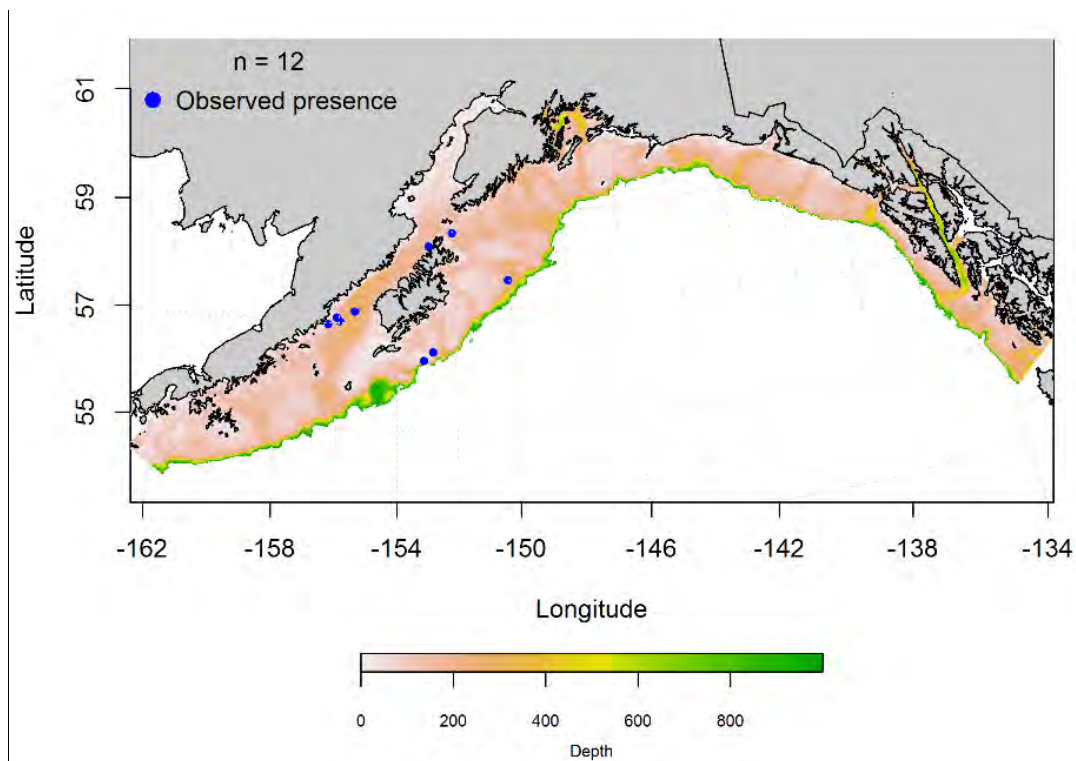 n = 12
Observed presence
61
59
57
55
Latitude
-162 -158 -154 -150 -146 -142 -138 -134
Longitude
0 200 400 600 800
Depth